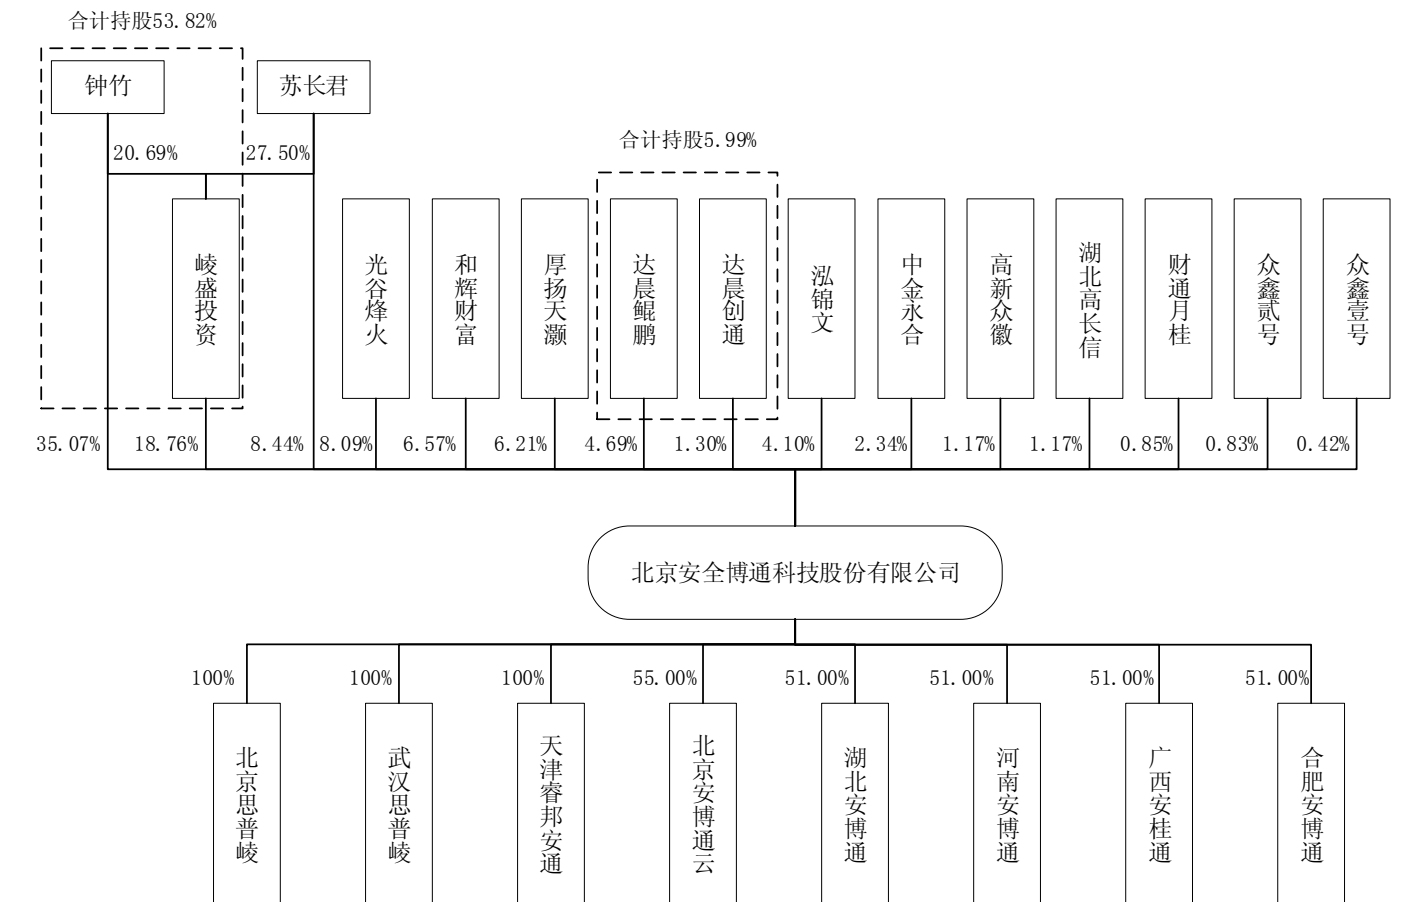 合计持股53.82%
钟竹
苏长君
合计持股5.99%
20.69%
27.50%
崚盛投资
光谷烽火
和辉财富
厚扬天灏
达晨鲲鹏
达晨创通
泓锦文
中金永合
高新众徽
湖北高长信
财通月桂
众鑫贰号
众鑫壹号
35.07%
18.76%
8.44%
8.09%
6.57%
6.21%
4.69%
1.30%
4.10%
2.34%
1.17%
1.17%
0.85%
0.83%
0.42%
北京安全博通科技股份有限公司
100%
100%
100%
55.00%
51.00%
51.00%
51.00%
51.00%
北京思普崚
武汉思普崚
天津睿邦安通
北京安博通云
湖北安博通
河南安博通
广西安桂通
合肥安博通